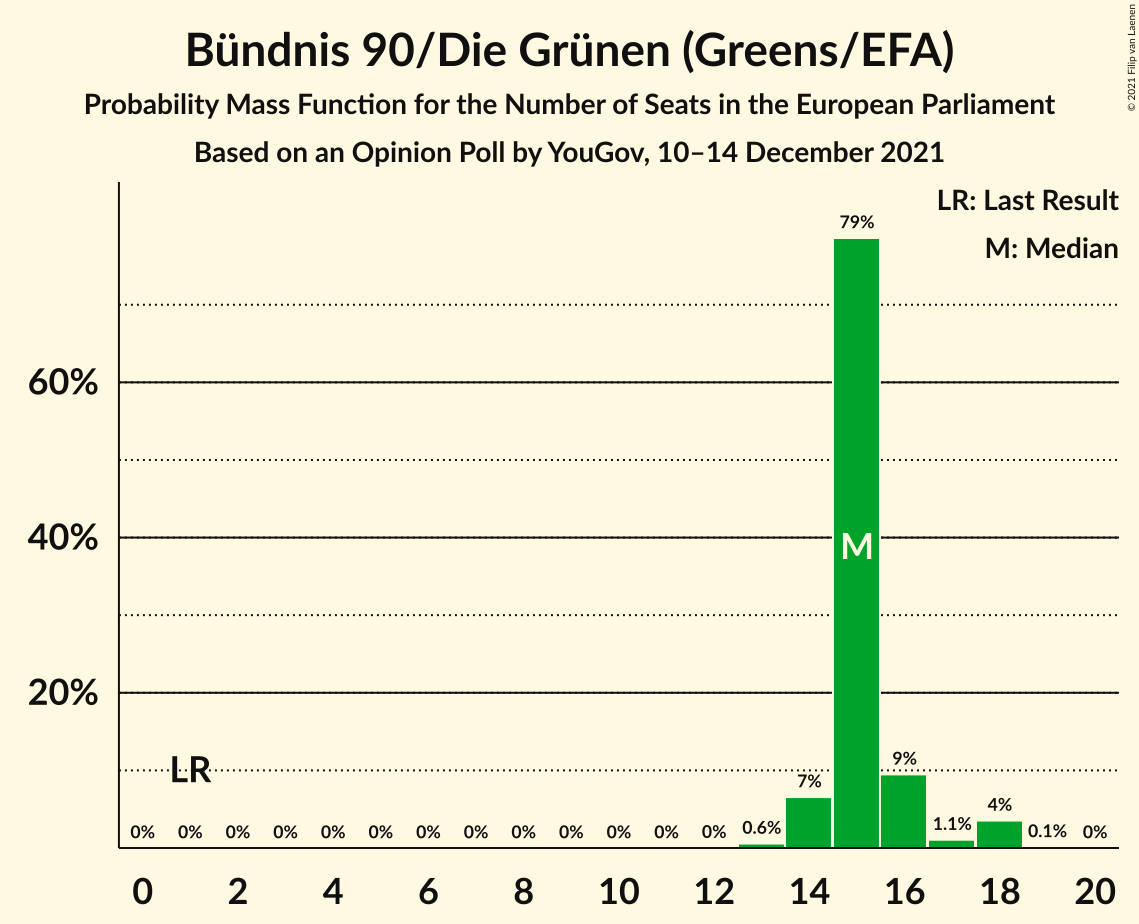 Bündnis 90/Die Grünen (Greens/EFA)
Probability Mass Function for the Number of Seats in the European Parliament
Based on an Opinion Poll by YouGov, 10–14 December 2021
© 2021 Filip van Laenen
LR: Last Result
M: Median
79%
60%
40%
M
20%
LR
0% 0% 0% 0% 0% 0% 0% 0% 0% 0% 0% 0% 0% 0.6% 7% 9% 1.1% 4% 0.1% 0%
0 2 4 6 8 10 12 14 16 18 20